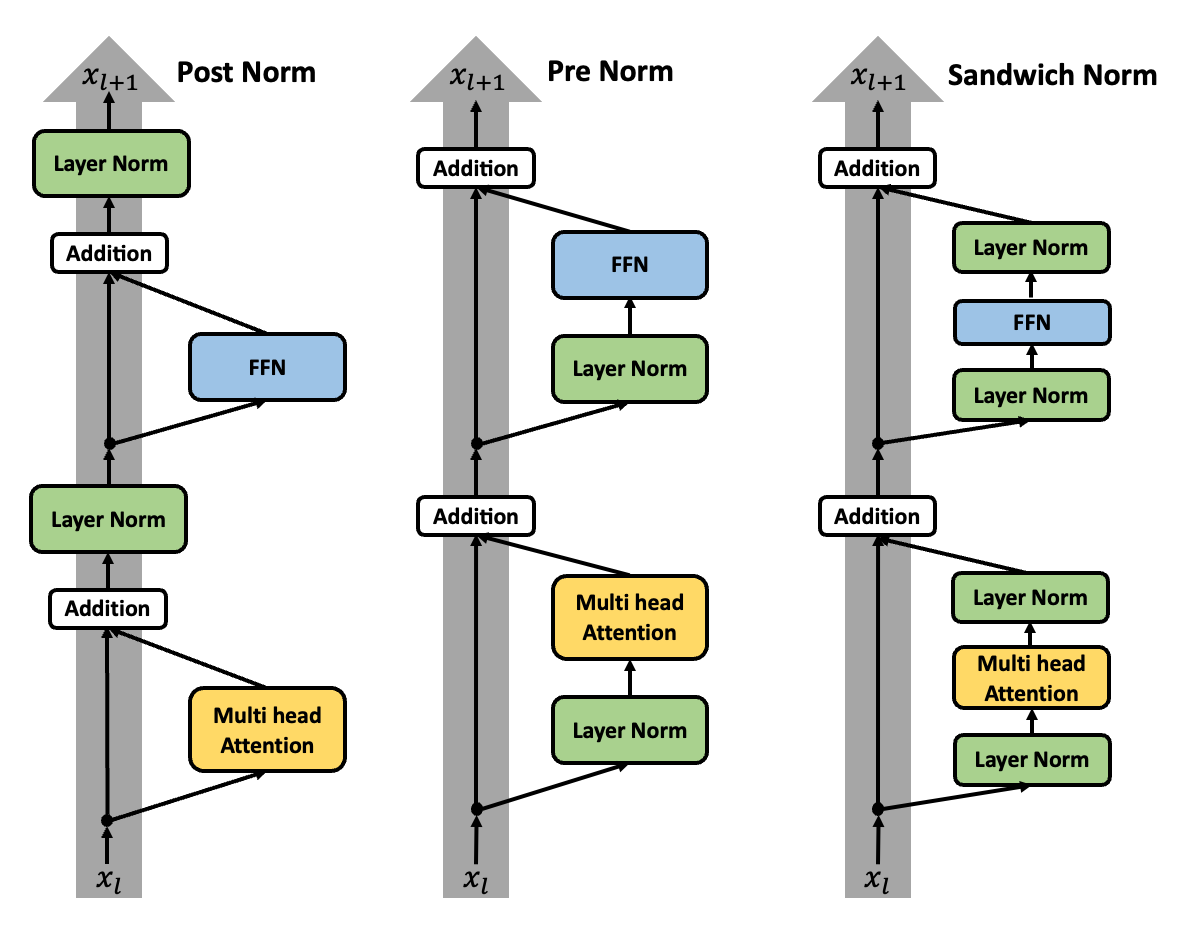 Post Norm
x_{l+1}
Layer Norm
Addition
FFN
Layer Norm
Addition
Multi head
Attention
x_l
Pre Norm
x_{l+1}
Addition
FFN
Layer Norm
Addition
Multi head
Attention
Layer Norm
x_l
Sandwich Norm
x_{l+1}
Addition
Layer Norm
FFN
Layer Norm
Addition
Layer Norm
Multi head
Attention
Layer Norm
x_l